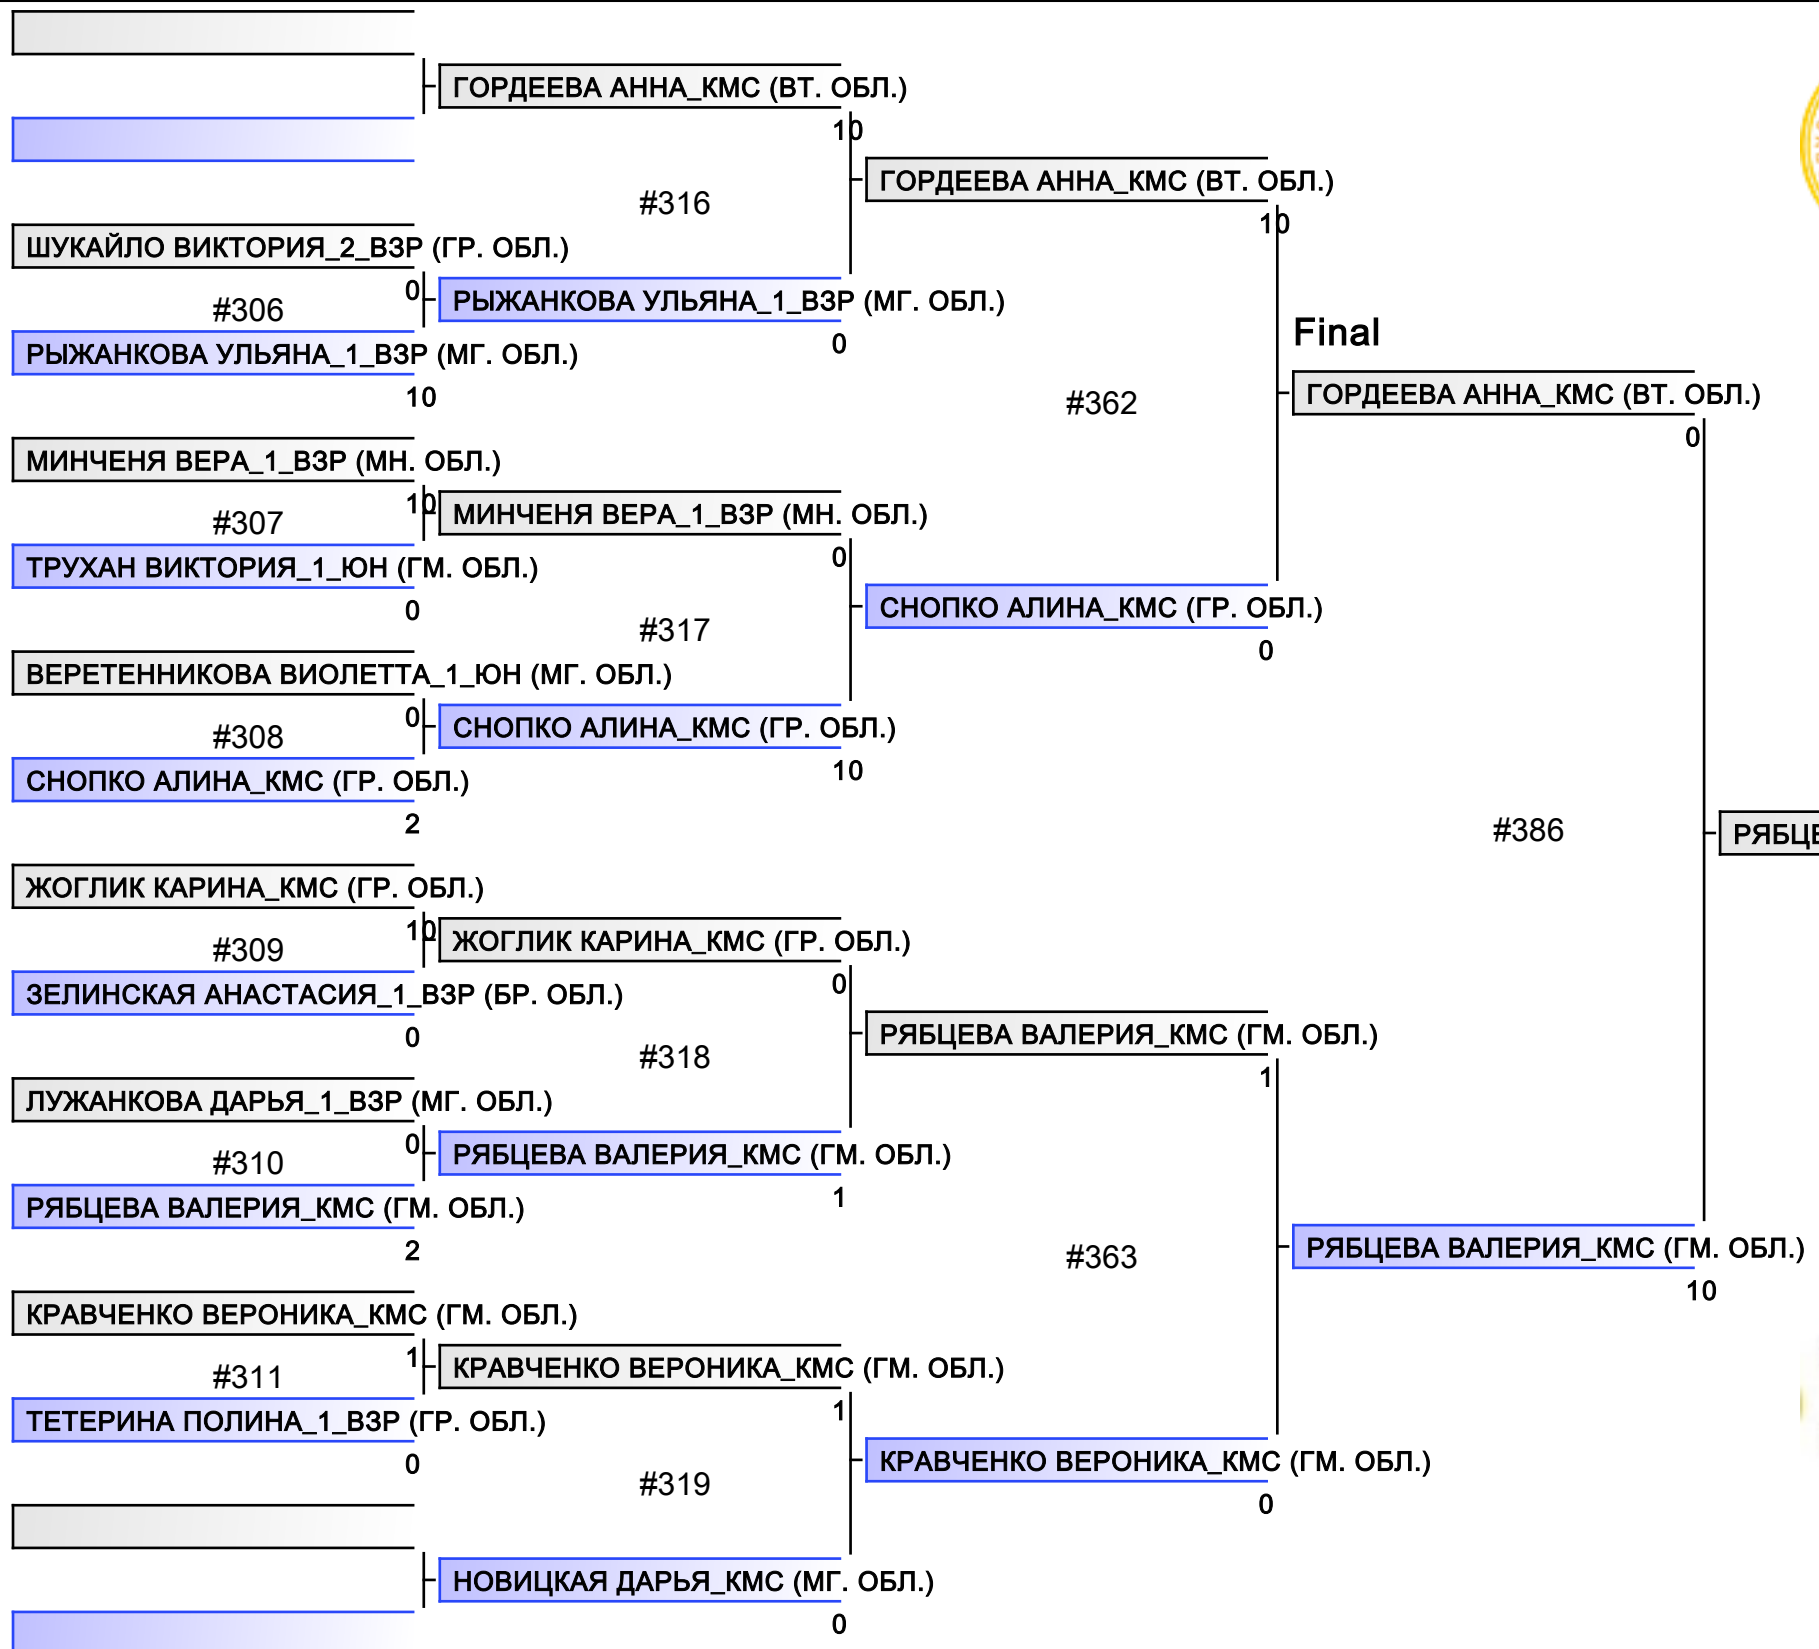 ГОРДЕЕВА АННА_КМС (ВТ. ОБЛ.)
10
ГОРДЕЕВА АННА_КМС (ВТ. ОБЛ.)
10
#316
ШУКАЙЛО ВИКТОРИЯ_2_ВЗР (ГР. ОБЛ.)
0
#306
РЫЖАНКОВА УЛЬЯНА_1_ВЗР (МГ. ОБЛ.)
0
РЫЖАНКОВА УЛЬЯНА_1_ВЗР (МГ. ОБЛ.)
10
Final
#362
ГОРДЕЕВА АННА_КМС (ВТ. ОБЛ.)
0
МИНЧЕНЯ ВЕРА_1_ВЗР (МН. ОБЛ.)
10
#307
МИНЧЕНЯ ВЕРА_1_ВЗР (МН. ОБЛ.)
0
ТРУХАН ВИКТОРИЯ_1_ЮН (ГМ. ОБЛ.)
0
СНОПКО АЛИНА_КМС (ГР. ОБЛ.)
0
#317
ВЕРЕТЕННИКОВА ВИОЛЕТТА_1_ЮН (МГ. ОБЛ.)
0
#308
СНОПКО АЛИНА_КМС (ГР. ОБЛ.)
10
СНОПКО АЛИНА_КМС (ГР. ОБЛ.)
2
#386
ЖОГЛИК КАРИНА_КМС (ГР. ОБЛ.)
10
#309
ЖОГЛИК КАРИНА_КМС (ГР. ОБЛ.)
0
ЗЕЛИНСКАЯ АНАСТАСИЯ_1_ВЗР (БР. ОБЛ.)
0
РЯБЦЕВА ВАЛЕРИЯ_КМС (ГМ. ОБЛ.)
1
#318
ЛУЖАНКОВА ДАРЬЯ_1_ВЗР (МГ. ОБЛ.)
0
#310
РЯБЦЕВА ВАЛЕРИЯ_КМС (ГМ. ОБЛ.)
1
РЯБЦЕВА ВАЛЕРИЯ_КМС (ГМ. ОБЛ.)
2
#363
РЯБЦЕВА ВАЛЕРИЯ_КМС (ГМ. ОБЛ.)
10
КРАВЧЕНКО ВЕРОНИКА_КМС (ГМ. ОБЛ.)
1
#311
КРАВЧЕНКО ВЕРОНИКА_КМС (ГМ. ОБЛ.)
1
ТЕТЕРИНА ПОЛИНА_1_ВЗР (ГР. ОБЛ.)
0
КРАВЧЕНКО ВЕРОНИКА_КМС (ГМ. ОБЛ.)
0
#319
НОВИЦКАЯ ДАРЬЯ_КМС (МГ. ОБЛ.)
0